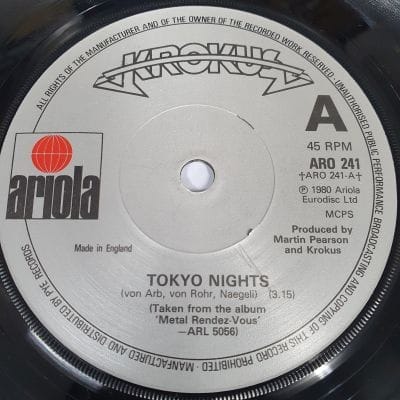 ALL RIGHTS OF THE MANUFACTURER AND OF THE OWNER OF THE RECORDED WORK RESERVED · UNAUTHORISED PUBLIC PERFORMANCE BROADCASTING AND COPYING OF THIS RECORD PROHIBITED · MANFACTURED AND DISTRIBUTED BY PYE RECORDS
KROKUS
A
45 RPM
ARO 241
†ARO 241-A†
℗ 1980 Ariola
Eurodisc Ltd
MCPS
ariola
Made in England
Produced by
Martin Pearson
and Krokus
TOKYO NIGHTS
(von Arb, von Rohr, Naegeli) (3.15)
(Taken from the album
'Metal Rendez-Vous'
—ARL 5056)